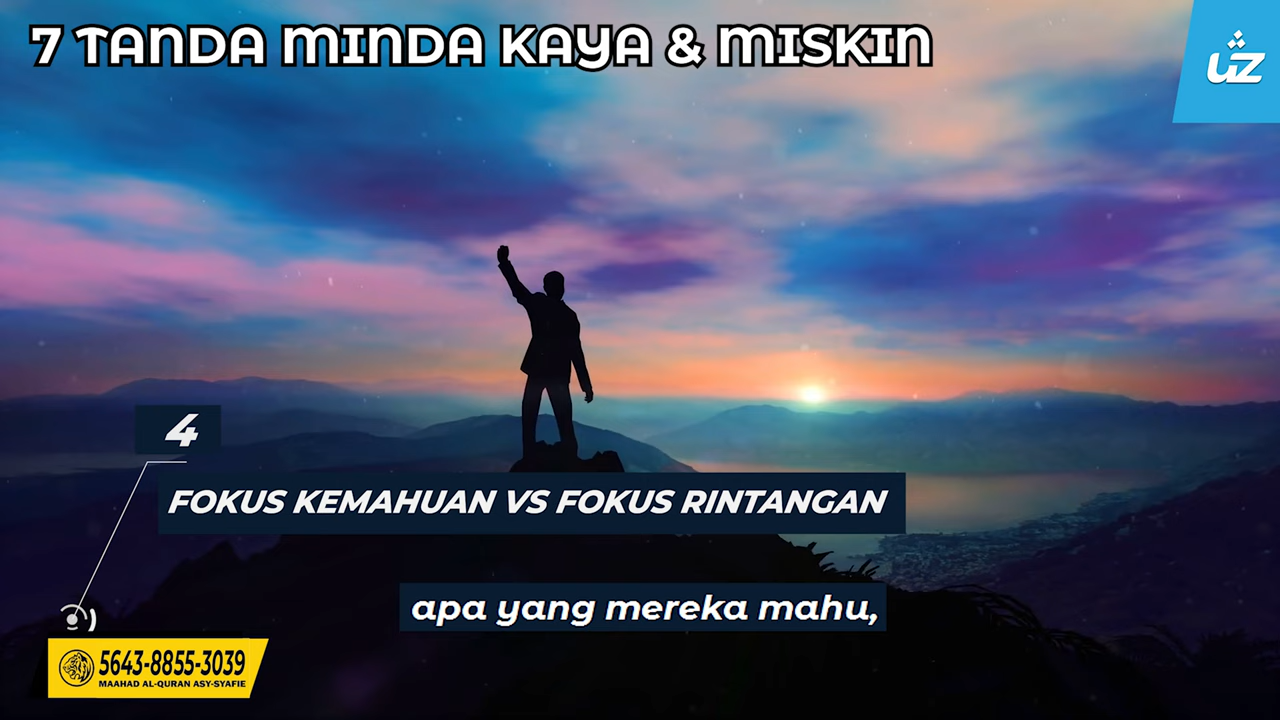 7 TANDA MINDA KAYA & MISKIN
uz
4
FOKUS KEMAHUAN VS FOKUS RINTANGAN
apa yang mereka mahu,
5643-8855-3039
MAAHAD AL-QURAN ASY-SYAFIE